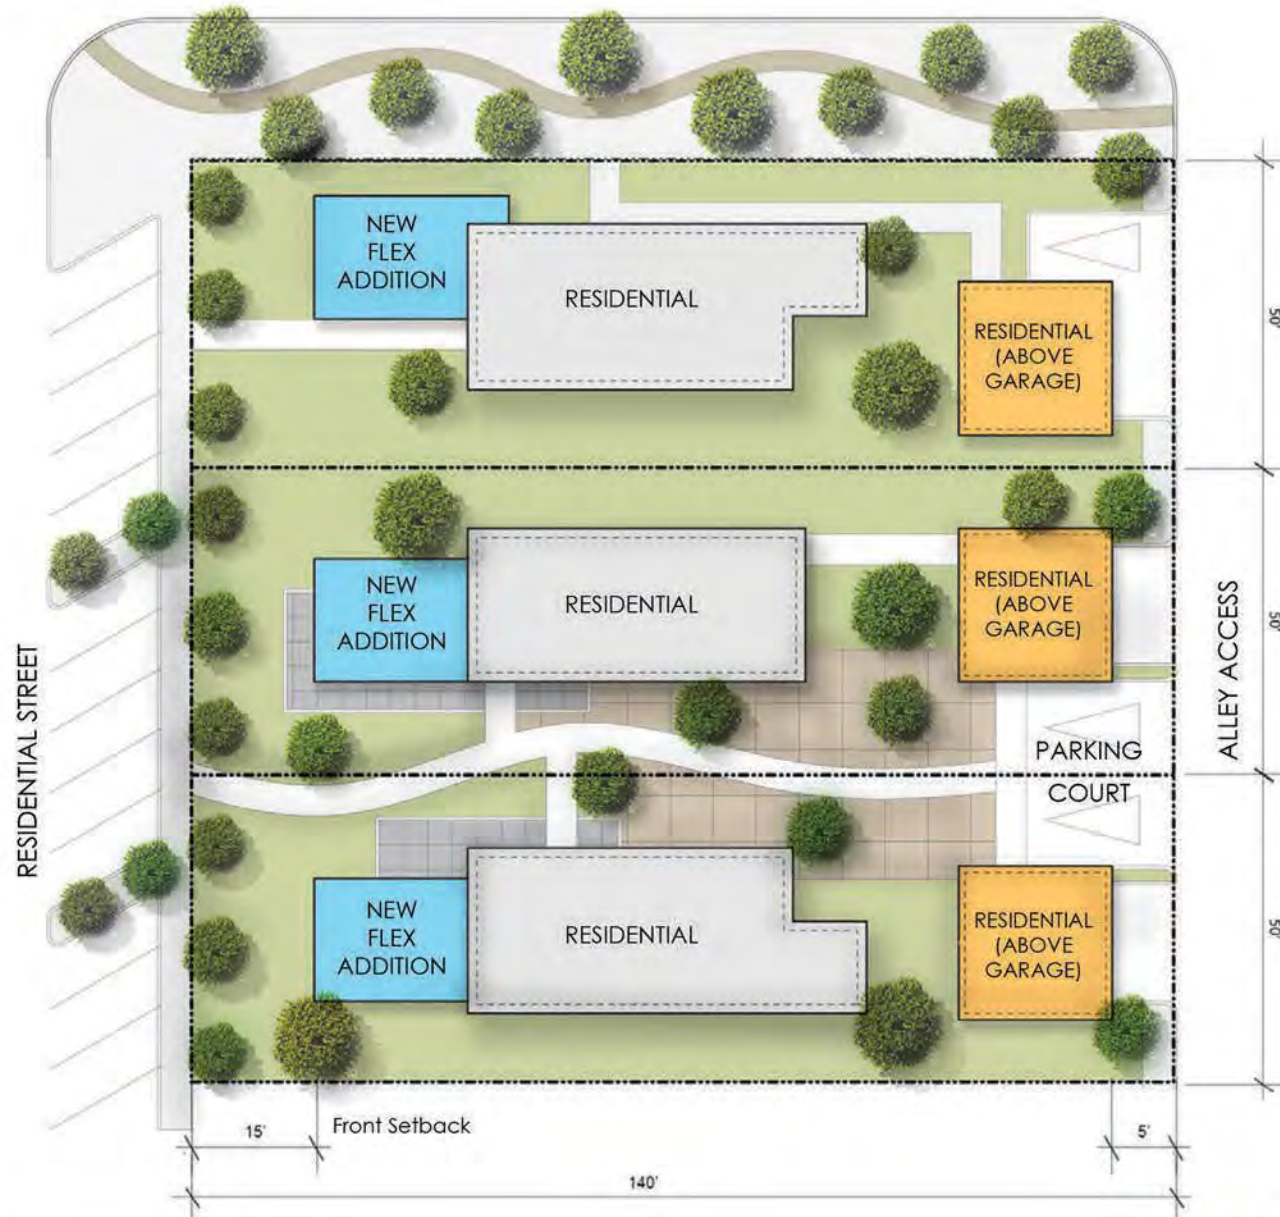 NEW
FLEX
ADDITION
RESIDENTIAL
RESIDENTIAL
(ABOVE
GARAGE)
50'
NEW
FLEX
ADDITION
RESIDENTIAL
RESIDENTIAL
(ABOVE
GARAGE)
50'
RESIDENTIAL STREET
ALLEY ACCESS
PARKING
COURT
NEW
FLEX
ADDITION
RESIDENTIAL
RESIDENTIAL
(ABOVE
GARAGE)
50'
15'
Front Setback
5'
140'